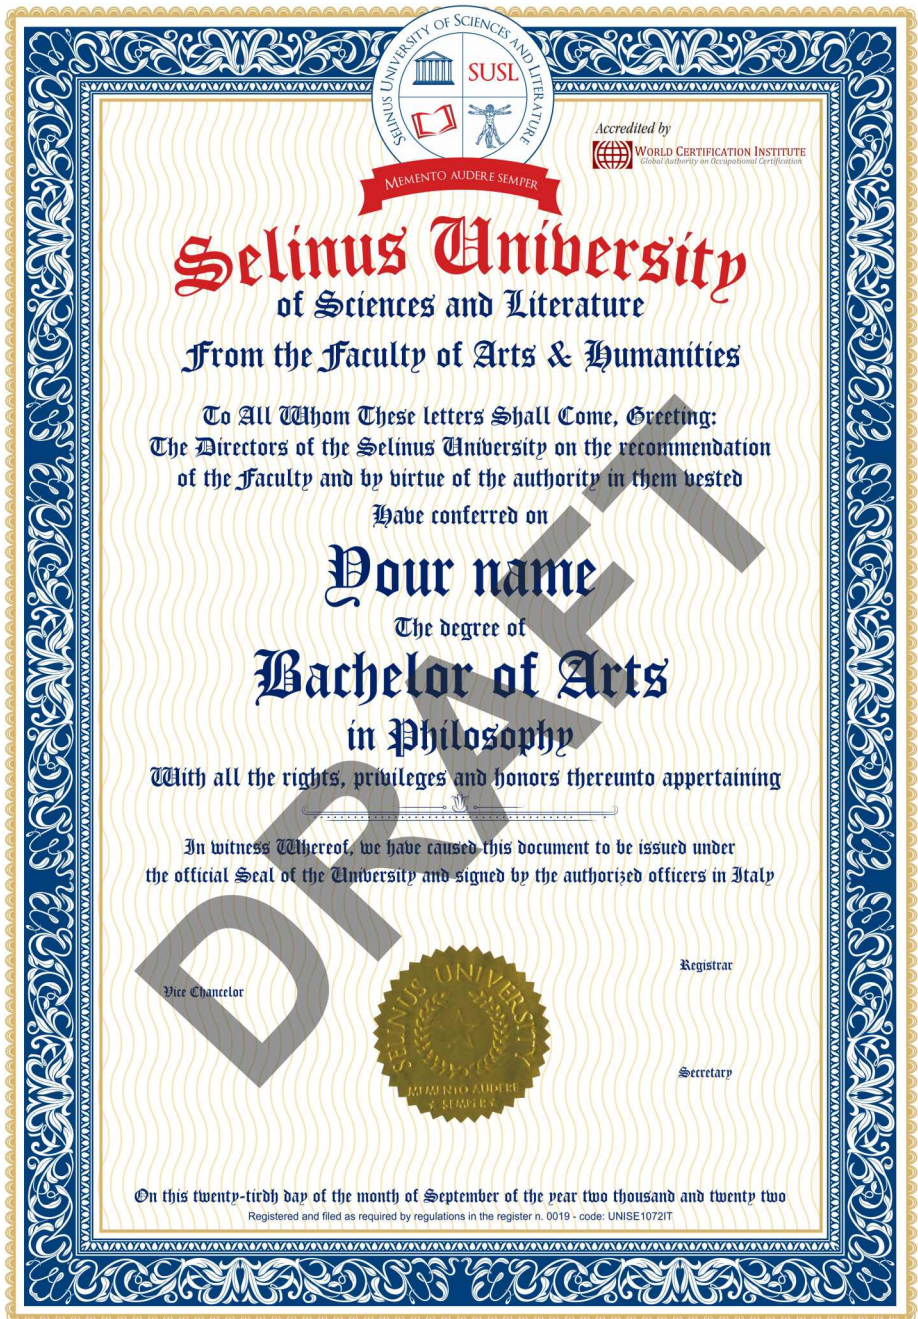 SELINUS UNIVERSITY OF SCIENCES AND LITERATURE
SUSL
MEMENTO AUDERE SEMPER
Accredited by
WORLD CERTIFICATION INSTITUTE
Global Authority on Occupational Certification
Selinus University
of Sciences and Literature
From the Faculty of Arts & Humanities
To All Whom These letters Shall Come, Greeting:
The Directors of the Selinus University on the recommendation
of the Faculty and by virtue of the authority in them vested
Have conferred on
Your name
The degree of
Bachelor of Arts
in Philosophy
With all the rights, privileges and honors thereunto appertaining
In witness Whereof, we have caused this document to be issued under
the official Seal of the University and signed by the authorized officers in Italy
DRAFT
Registrar
Vice Chancelor
SELINUS UNIVERSITY
MEMENTO AUDERE
SEMPER
Secretary
On this twenty-tirdh day of the month of September of the year two thousand and twenty two
Registered and filed as required by regulations in the register n. 0019 - code: UNISE1072IT